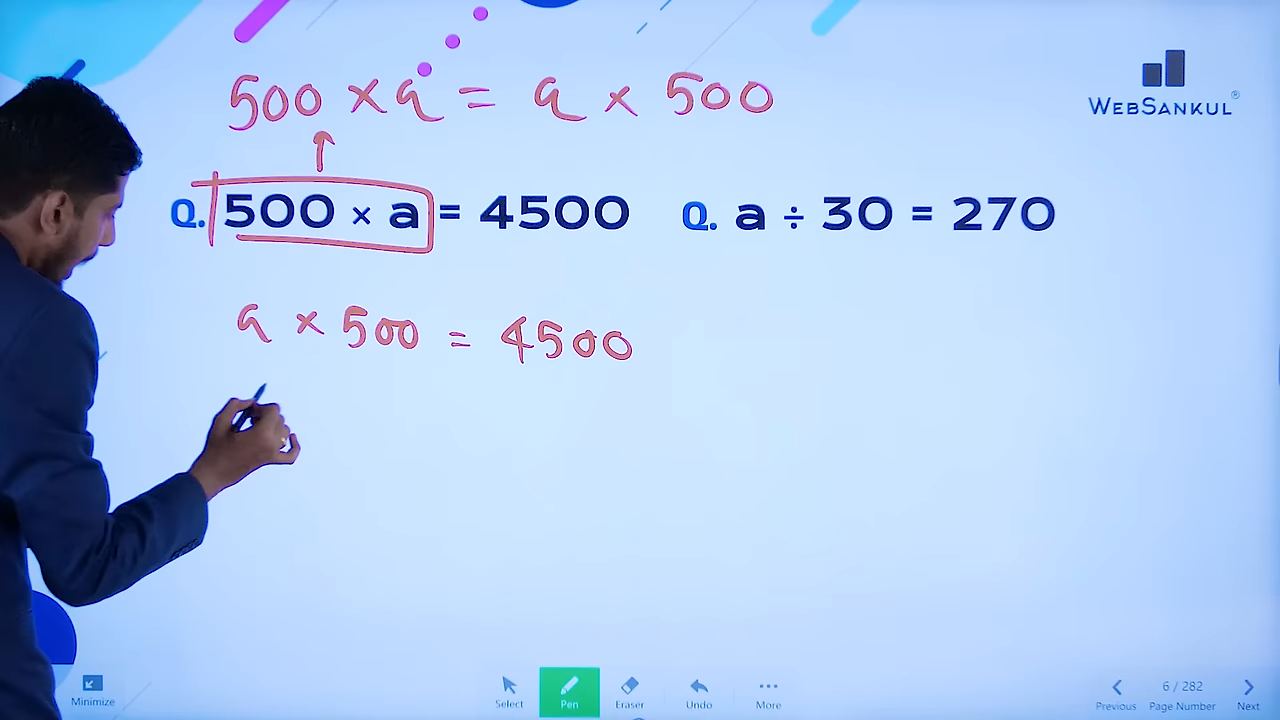 500 × a = a × 500
WEBSANKUL®
Q. 500 × a = 4500 Q. a ÷ 30 = 270
a × 500 = 4500
Minimize
Select Pen Eraser Undo More
6 / 282
Previous Page Number Next